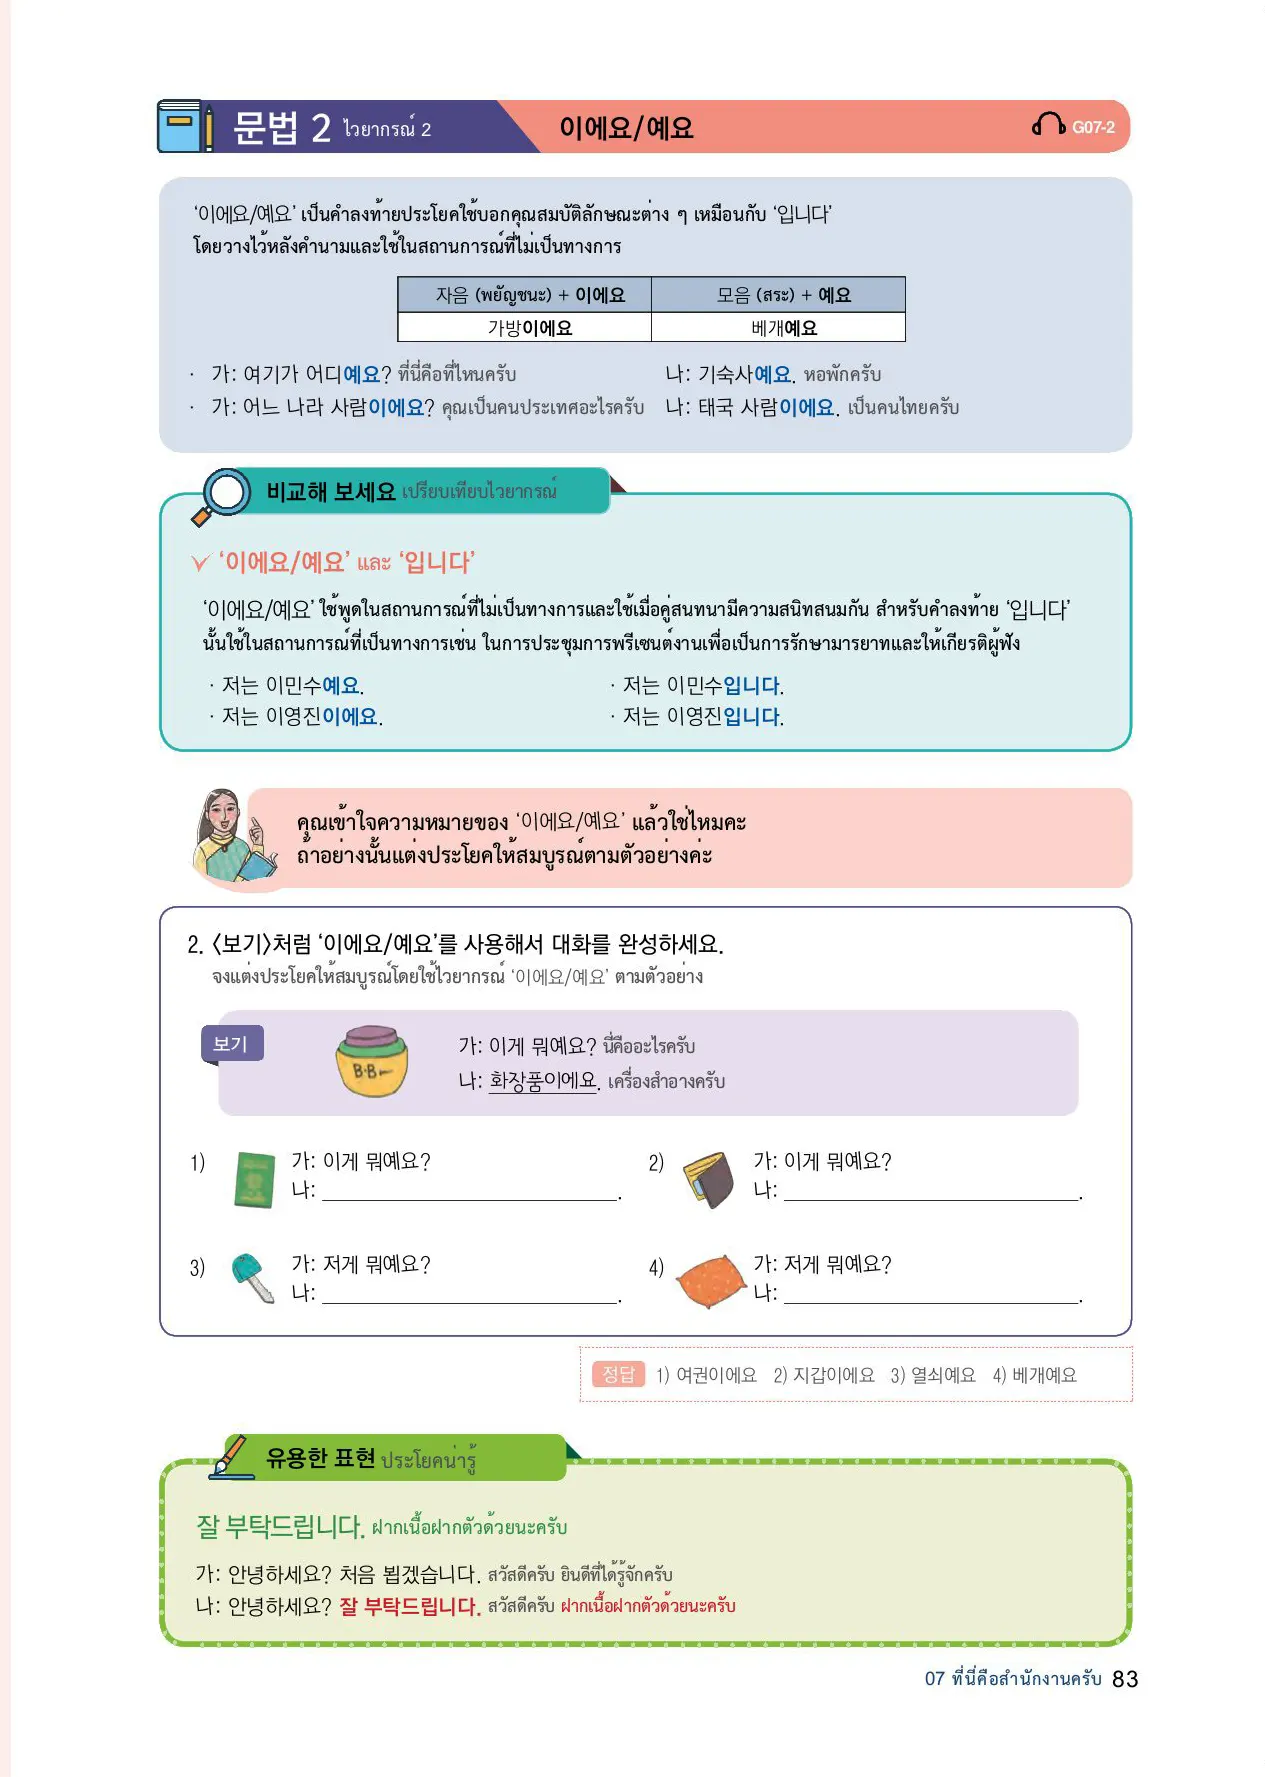 문법 2 ไวยากรณ์ 2
이에요/예요
G07-2
‘이에요/예요’ เป็นคำลงท้ายประโยคใช้บอกคุณสมบัติลักษณะต่าง ๆ เหมือนกับ ‘입니다’
โดยวางไว้หลังคำนามและใช้ในสถานการณ์ที่ไม่เป็นทางการ
자음 (พยัญชนะ) + 이에요 모음 (สระ) + 예요
가방이에요 베개예요
· 가: 여기가 어디예요? ที่นี่คือที่ไหนครับ 나: 기숙사예요. หอพักครับ
· 가: 어느 나라 사람이에요? คุณเป็นคนประเทศอะไรครับ 나: 태국 사람이에요. เป็นคนไทยครับ
비교해 보세요 เปรียบเทียบไวยากรณ์
‘이에요/예요’ และ ‘입니다’
‘이에요/예요’ ใช้พูดในสถานการณ์ที่ไม่เป็นทางการและใช้เมื่อคู่สนทนามีความสนิทสนมกัน สำหรับคำลงท้าย ‘입니다’
นั้นใช้ในสถานการณ์ที่เป็นทางการเช่น ในการประชุมการพรีเซนต์งานเพื่อเป็นการรักษามารยาทและให้เกียรติผู้ฟัง
· 저는 이민수예요. · 저는 이민수입니다.
· 저는 이영진이에요. · 저는 이영진입니다.
คุณเข้าใจความหมายของ ‘이에요/예요’ แล้วใช่ไหมคะ
ถ้าอย่างนั้นแต่งประโยคให้สมบูรณ์ตามตัวอย่างค่ะ
2. 〈보기〉처럼 ‘이에요/예요’를 사용해서 대화를 완성하세요.
จงแต่งประโยคให้สมบูรณ์โดยใช้ไวยากรณ์ ‘이에요/예요’ ตามตัวอย่าง
보기
B·B
가: 이게 뭐예요? นี่คืออะไรครับ
나: 화장품이에요. เครื่องสำอางครับ
1) 가: 이게 뭐예요?
나: ______.
2) 가: 이게 뭐예요?
나: ______.
3) 가: 저게 뭐예요?
나: ______.
4) 가: 저게 뭐예요?
나: ______.
정답 1) 여권이에요 2) 지갑이에요 3) 열쇠예요 4) 베개예요
유용한 표현 ประโยคน่ารู้
잘 부탁드립니다. ฝากเนื้อฝากตัวด้วยนะครับ
가: 안녕하세요? 처음 뵙겠습니다. สวัสดีครับ ยินดีที่ได้รู้จักครับ
나: 안녕하세요? 잘 부탁드립니다. สวัสดีครับ ฝากเนื้อฝากตัวด้วยนะครับ
07 ที่นี่คือสำนักงานครับ 83